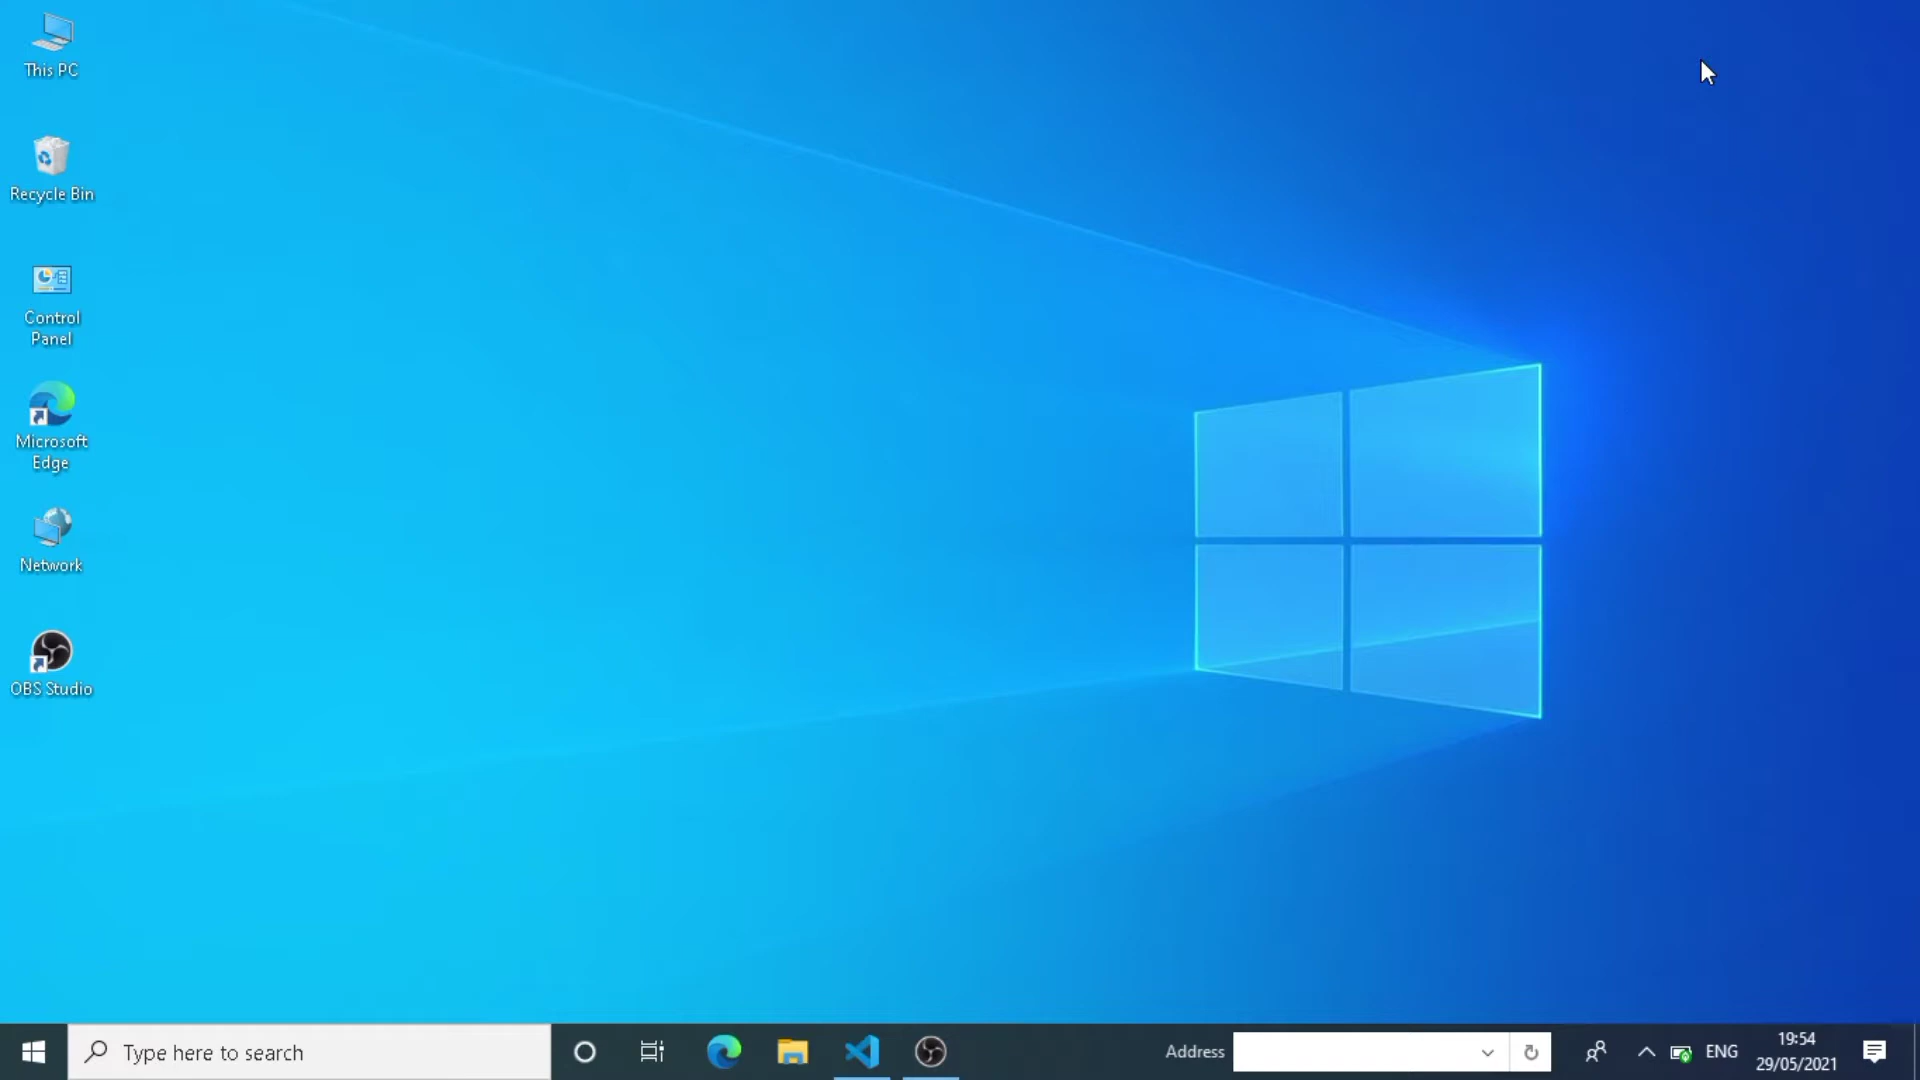 This PC
Recycle Bin
Control
Panel
Microsoft
Edge
Network
OBS Studio
Type here to search
Address
ENG
19:54
29/05/2021